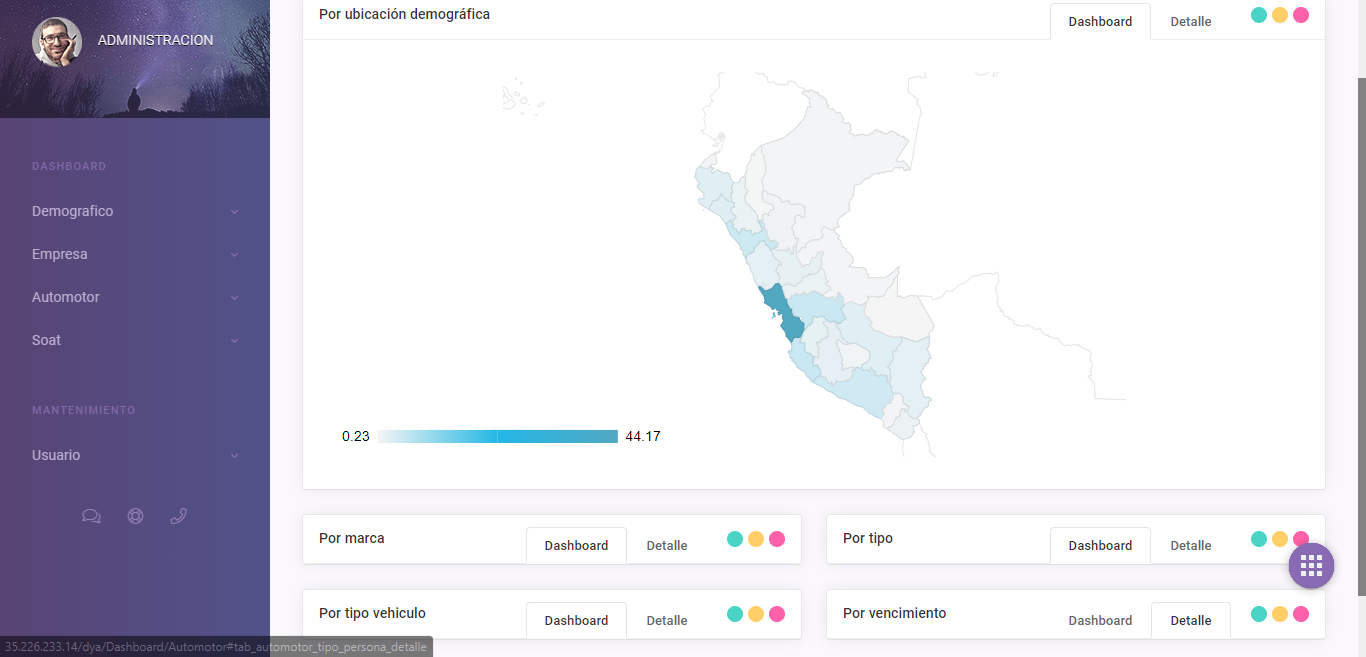 ADMINISTRACION
DASHBOARD
Demografico
Empresa
Automotor
Soat
MANTENIMIENTO
Usuario
Por ubicación demográfica
Dashboard
Detalle
0.23
44.17
Por marca
Dashboard
Detalle
Por tipo
Dashboard
Detalle
Por tipo vehiculo
Dashboard
Detalle
Por vencimiento
Dashboard
Detalle
35.226.233.14/dya/Dashboard/Automotor#tab_automotor_tipo_persona_detalle